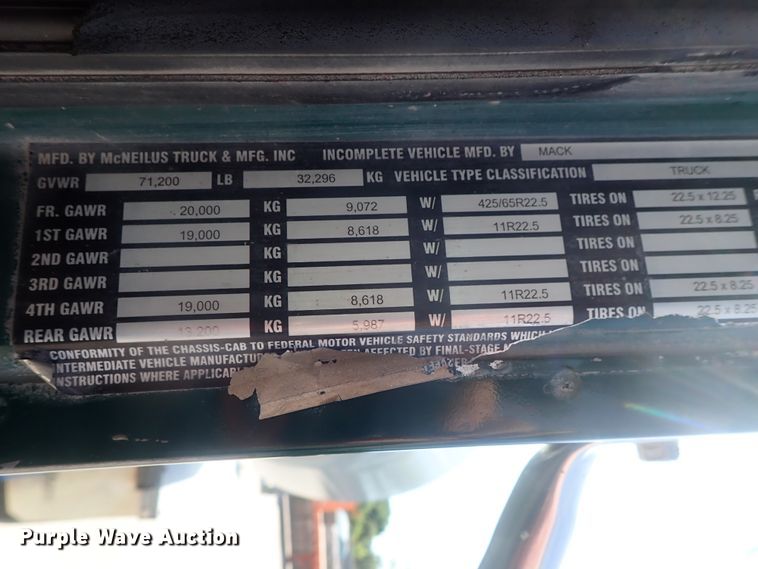 MFD. BY McNEILUS TRUCK & MFG. INC INCOMPLETE VEHICLE MFD. BY MACK
GVWR 71,200 LB 32,296 KG VEHICLE TYPE CLASSIFICATION TRUCK
FR. GAWR 20,000 KG 9,072 W/ 425/65R22.5 TIRES ON 22.5 x 12.25
1ST GAWR 19,000 KG 8,618 W/ 11R22.5 TIRES ON 22.5 x 8.25
2ND GAWR KG W/ TIRES ON
3RD GAWR KG W/ TIRES ON
4TH GAWR 19,000 KG 8,618 W/ 11R22.5 TIRES ON 22.5 x 8.25
REAR GAWR 13,200 KG 5,987 W/ 11R22.5 TIRES ON 22.5 x 8.25
CONFORMITY OF THE CHASSIS-CAB TO FEDERAL MOTOR VEHICLE SAFETY STANDARDS WHICH
INTERMEDIATE VEHICLE AFFECTED BY FINAL-STAGE
INSTRUCTIONS WHERE
Purple Wave Auction